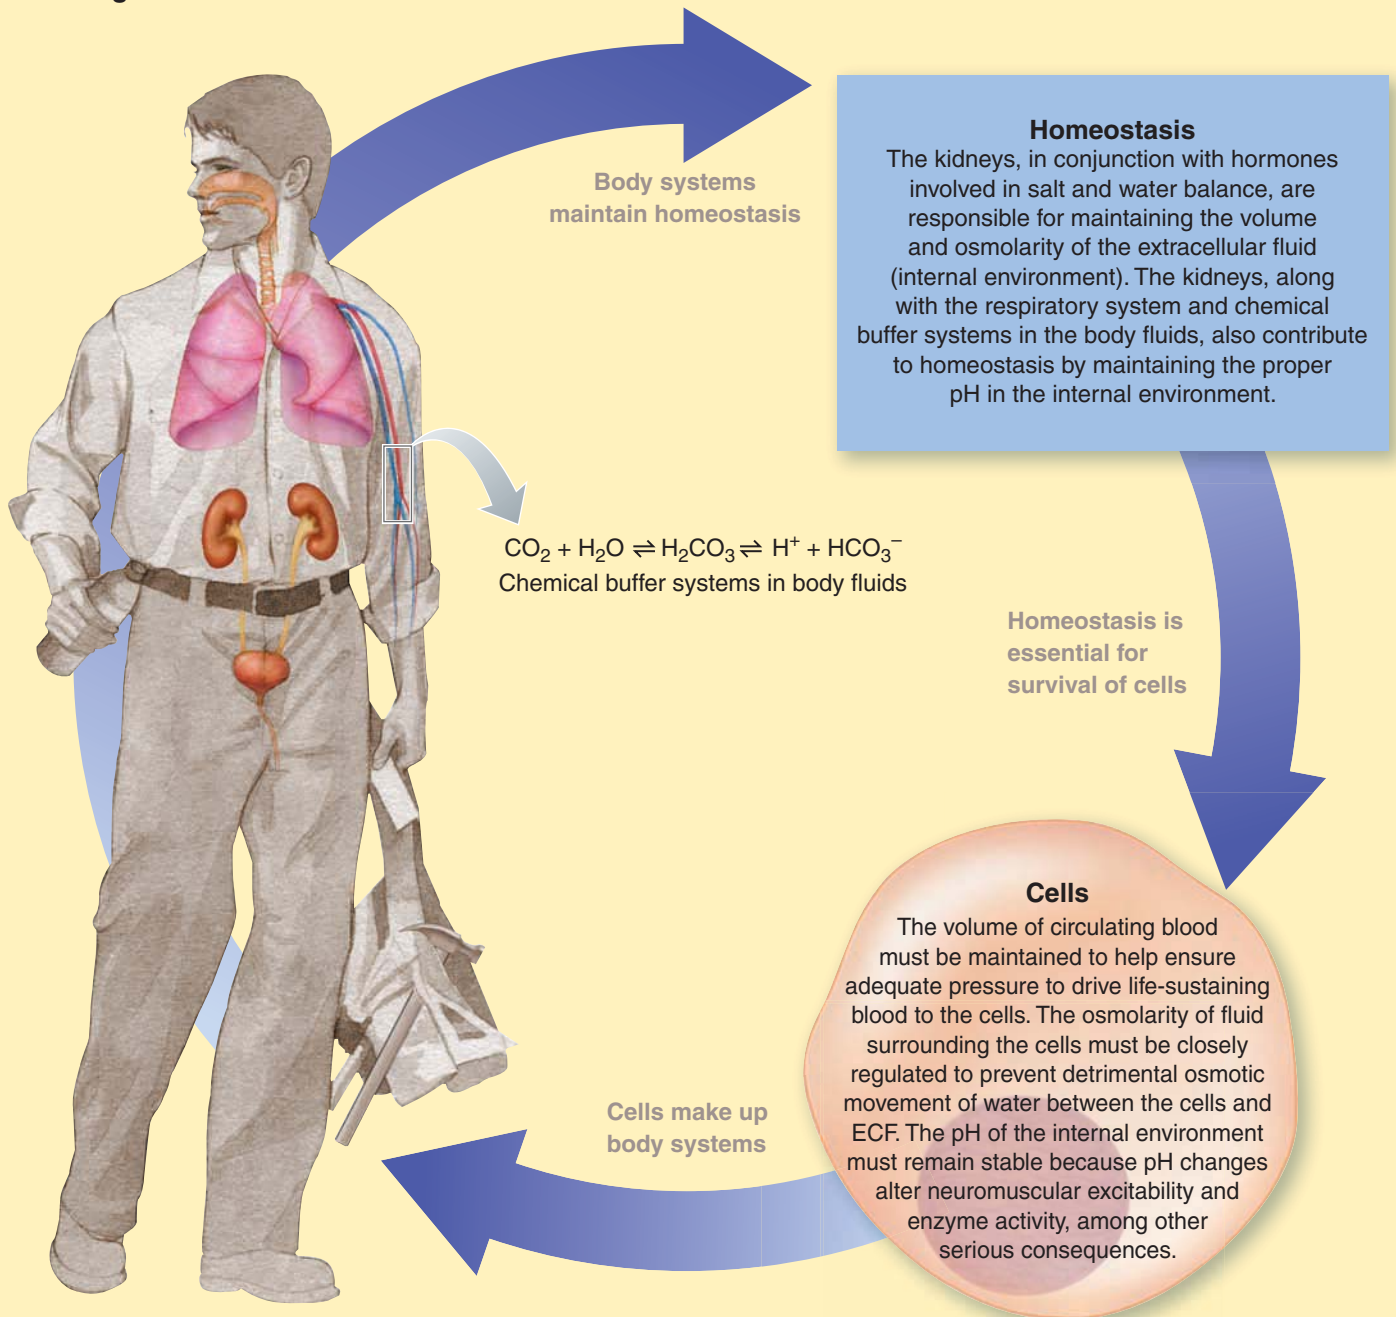 Body systems
maintain homeostasis
Homeostasis
The kidneys, in conjunction with hormones
involved in salt and water balance, are
responsible for maintaining the volume
and osmolarity of the extracellular fluid
(internal environment). The kidneys, along
with the respiratory system and chemical
buffer systems in the body fluids, also contribute
to homeostasis by maintaining the proper
pH in the internal environment.
CO₂ + H₂O ⇌ H₂CO₃ ⇌ H⁺ + HCO₃⁻
Chemical buffer systems in body fluids
Homeostasis is
essential for
survival of cells
Cells
The volume of circulating blood
must be maintained to help ensure
adequate pressure to drive life-sustaining
blood to the cells. The osmolarity of fluid
surrounding the cells must be closely
regulated to prevent detrimental osmotic
movement of water between the cells and
ECF. The pH of the internal environment
must remain stable because pH changes
alter neuromuscular excitability and
enzyme activity, among other
serious consequences.
Cells make up
body systems